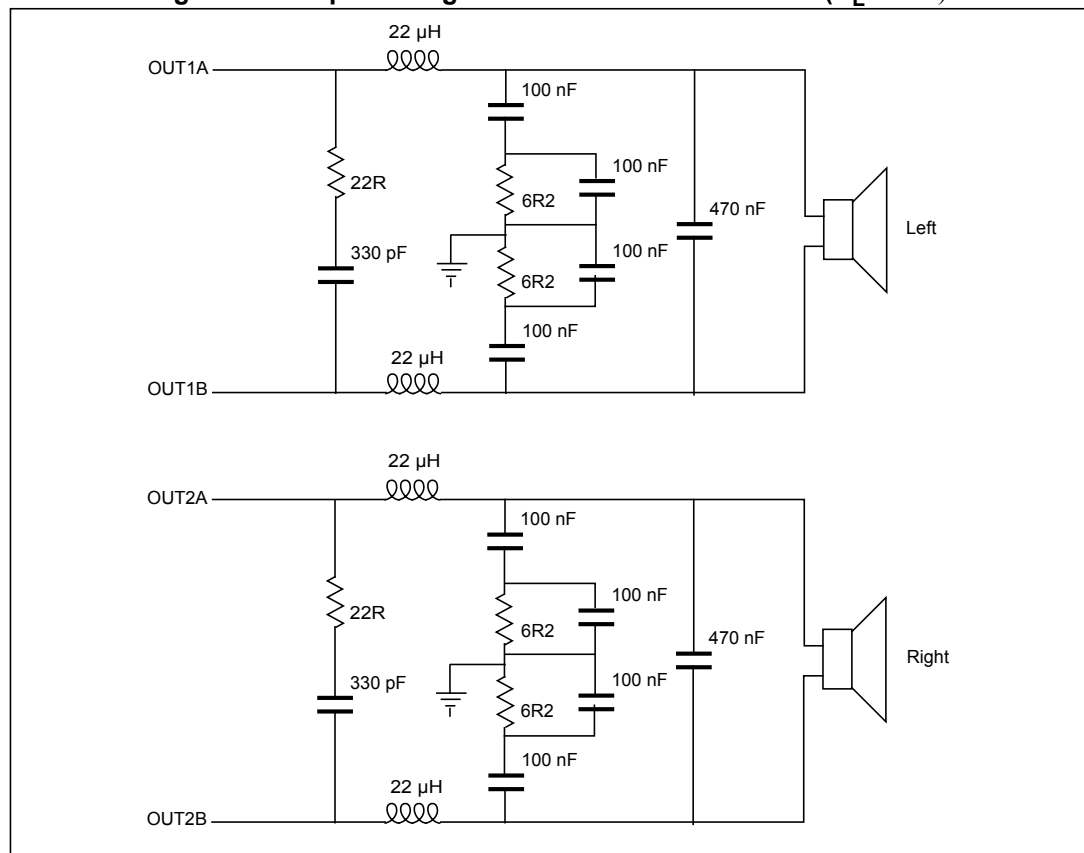 22 µH
OUT1A
100 nF
100 nF
22R
6R2
470 nF
Left
330 pF
100 nF
6R2
100 nF
22 µH
OUT1B
22 µH
OUT2A
100 nF
100 nF
22R
6R2
470 nF
Right
330 pF
100 nF
6R2
100 nF
22 µH
OUT2B